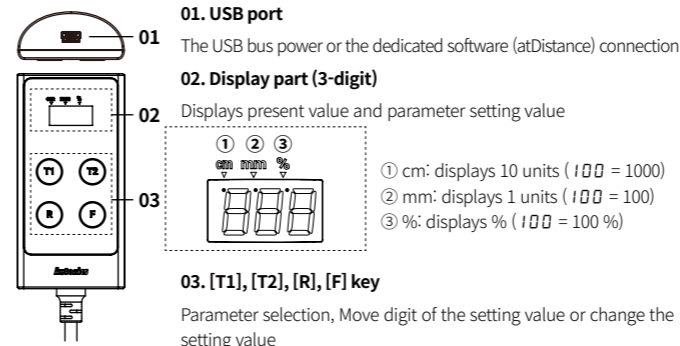 01. USB port
01
The USB bus power or the dedicated software (atDistance) connection
02. Display part (3-digit)
02
Displays present value and parameter setting value
① ② ③
cm mm %
① cm: displays 10 units ( 100 = 1000)
② mm: displays 1 units ( 100 = 100)
③ %: displays % ( 100 = 100 %)
T1 T2
03
R F
Autonics
03. [T1], [T2], [R], [F] key
Parameter selection, Move digit of the setting value or change the
setting value